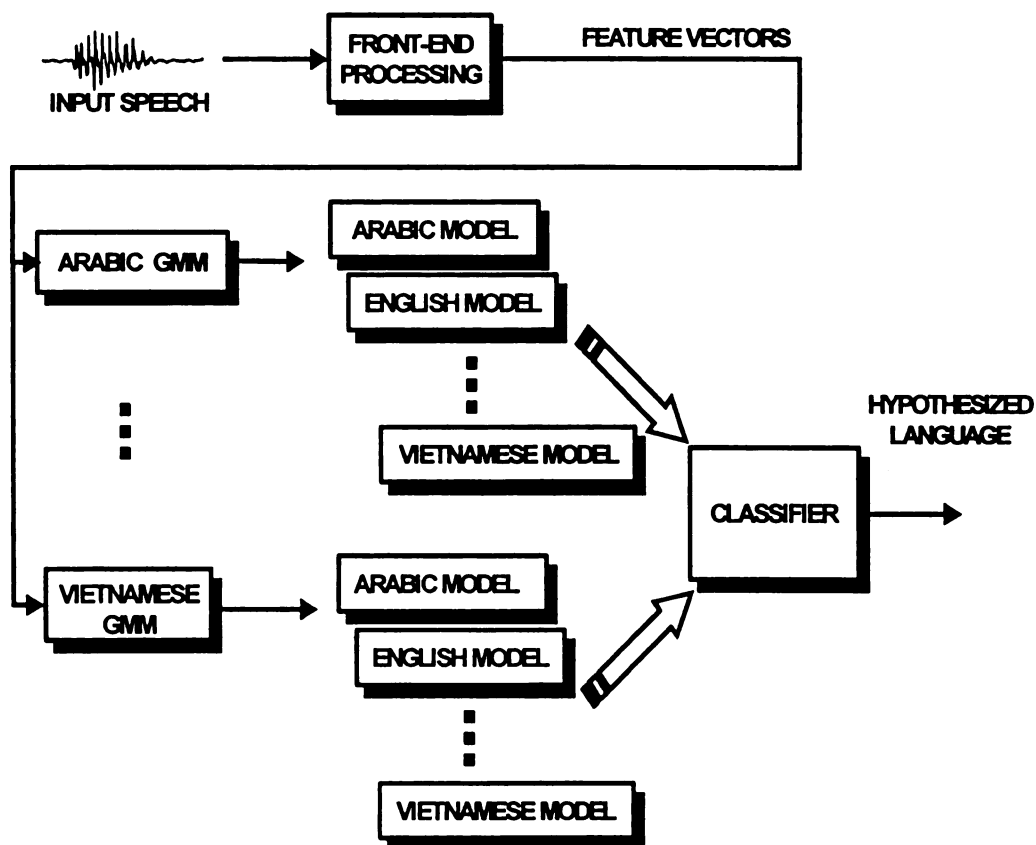 FRONT-END
PROCESSING
FEATURE VECTORS
INPUT SPEECH
ARABIC GMM
ARABIC MODEL
ENGLISH MODEL
VIETNAMESE MODEL
HYPOTHESIZED
LANGUAGE
CLASSIFIER
VIETNAMESE
GMM
ARABIC MODEL
ENGLISH MODEL
VIETNAMESE MODEL